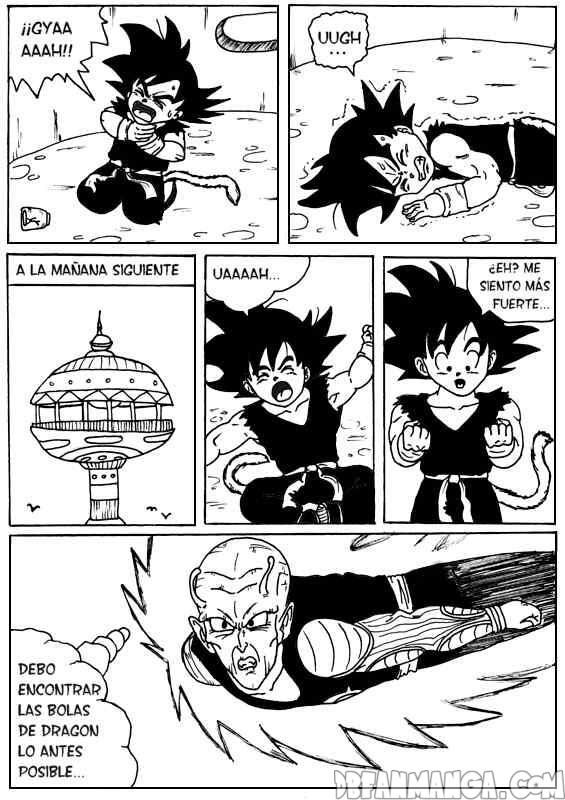 ¡¡GYAA
AAAH!!
UUGH
...
A LA MAÑANA SIGUIENTE
UAAAAH...
¿EH? ME
SIENTO MÁS
FUERTE...
DEBO
ENCONTRAR
LAS BOLAS
DE DRAGON
LO ANTES
POSIBLE...
DBFANMANGA.COM